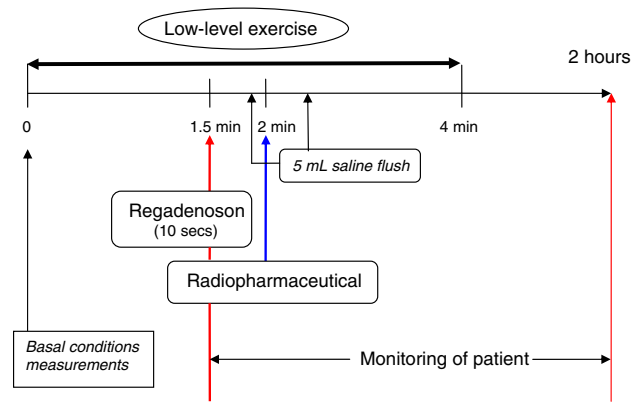 Low-level exercise
2 hours
0
1.5 min
2 min
4 min
5 mL saline flush
Regadenoson
(10 secs)
Radiopharmaceutical
Basal conditions
measurements
Monitoring of patient